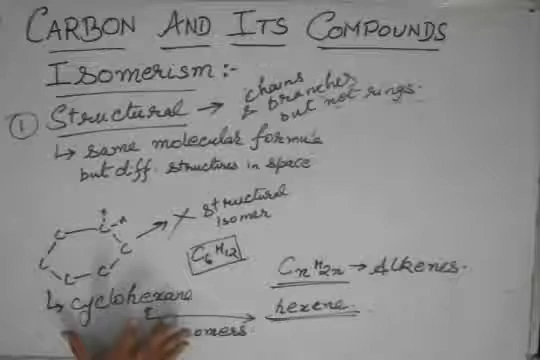 CARBON AND ITS COMPOUNDS
ISOMERISM :-
① Structural → chains
& branches
but not rings.
↳ same molecular formula
but diff. structures in space
C C C C C C
→ X structural
isomer
C6H12
CnH2n → Alkenes.
↳ cyclohexane
hexene
omers.